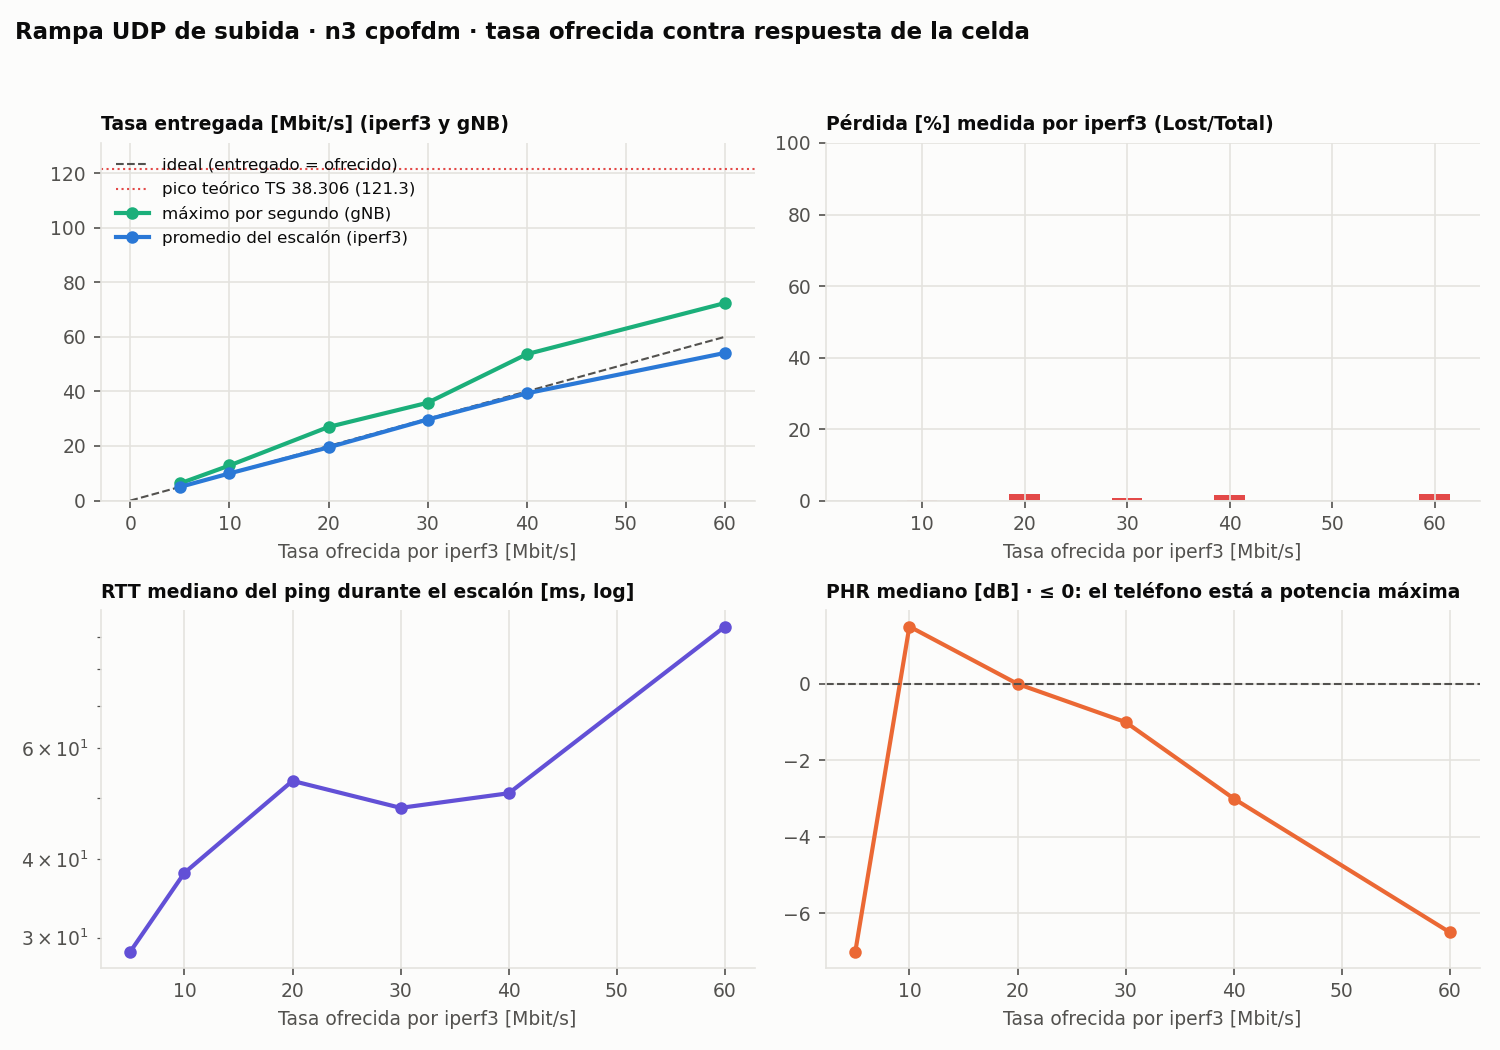 Rampa UDP de subida · n3 cpofdm · tasa ofrecida contra respuesta de la celda
Tasa entregada [Mbit/s] (iperf3 y gNB)
ideal (entregado = ofrecido)
pico teórico TS 38.306 (121.3)
máximo por segundo (gNB)
promedio del escalón (iperf3)
120
100
80
60
40
20
0
0 10 20 30 40 50 60
Tasa ofrecida por iperf3 [Mbit/s]
Pérdida [%] medida por iperf3 (Lost/Total)
100
80
60
40
20
0
10 20 30 40 50 60
Tasa ofrecida por iperf3 [Mbit/s]
RTT mediano del ping durante el escalón [ms, log]
6 × 10¹
4 × 10¹
3 × 10¹
10 20 30 40 50 60
Tasa ofrecida por iperf3 [Mbit/s]
PHR mediano [dB] · ≤ 0: el teléfono está a potencia máxima
0
−2
−4
−6
10 20 30 40 50 60
Tasa ofrecida por iperf3 [Mbit/s]